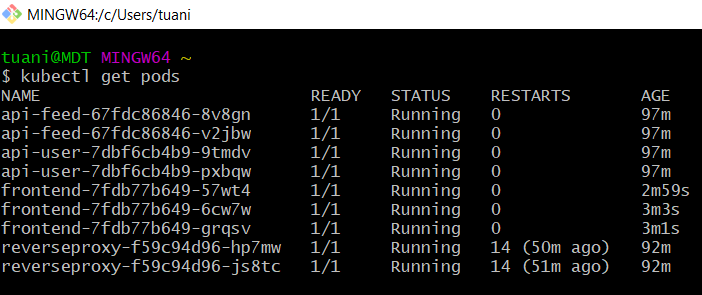 MINGW64:/c/Users/tuani
tuani@MDT MINGW64 ~
$ kubectl get pods
NAME READY STATUS RESTARTS AGE
api-feed-67fdc86846-8v8gn 1/1 Running 0 97m
api-feed-67fdc86846-v2jbw 1/1 Running 0 97m
api-user-7dbf6cb4b9-9tmdv 1/1 Running 0 97m
api-user-7dbf6cb4b9-pxbqw 1/1 Running 0 97m
frontend-7fdb77b649-57wt4 1/1 Running 0 2m59s
frontend-7fdb77b649-6cw7w 1/1 Running 0 3m3s
frontend-7fdb77b649-grqsv 1/1 Running 0 3m1s
reverseproxy-f59c94d96-hp7mw 1/1 Running 14 (50m ago) 92m
reverseproxy-f59c94d96-js8tc 1/1 Running 14 (51m ago) 92m